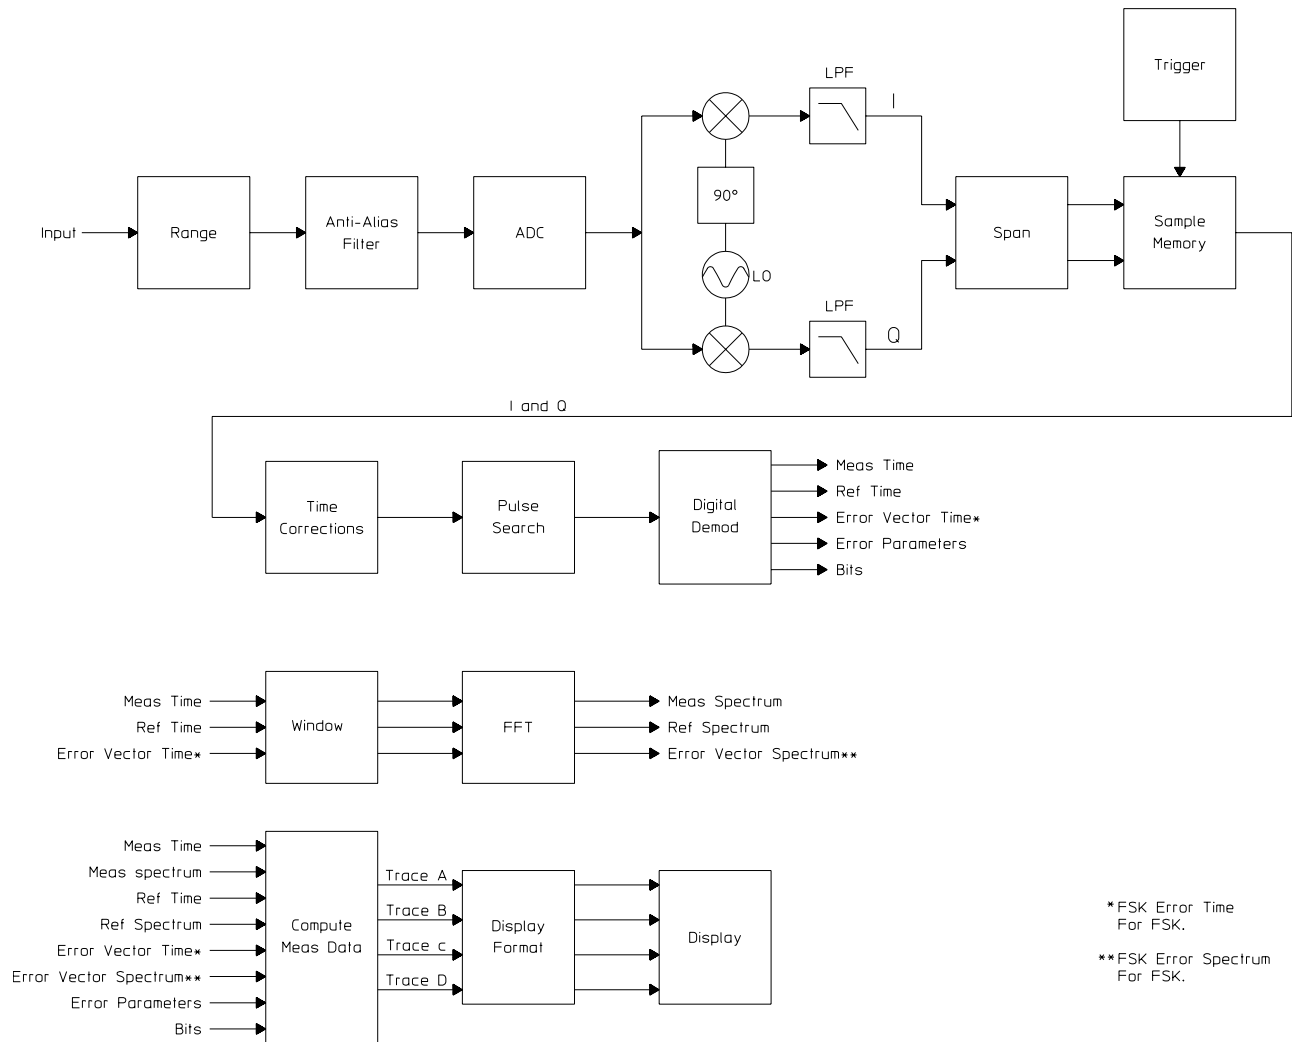 Trigger
LPF
I
90°
Input
Range
Anti-Alias
Filter
ADC
Span
Sample
Memory
LO
LPF
Q
I and Q
Time
Corrections
Pulse
Search
Digital
Demod
Meas Time
Ref Time
Error Vector Time*
Error Parameters
Bits
Meas Time
Ref Time
Error Vector Time*
Window
FFT
Meas Spectrum
Ref Spectrum
Error Vector Spectrum**
Meas Time
Meas spectrum
Ref Time
Ref Spectrum
Error Vector Time*
Error Vector Spectrum**
Error Parameters
Bits
Compute
Meas Data
Trace A
Trace B
Trace c
Trace D
Display
Format
Display
*FSK Error Time
For FSK.
**FSK Error Spectrum
For FSK.